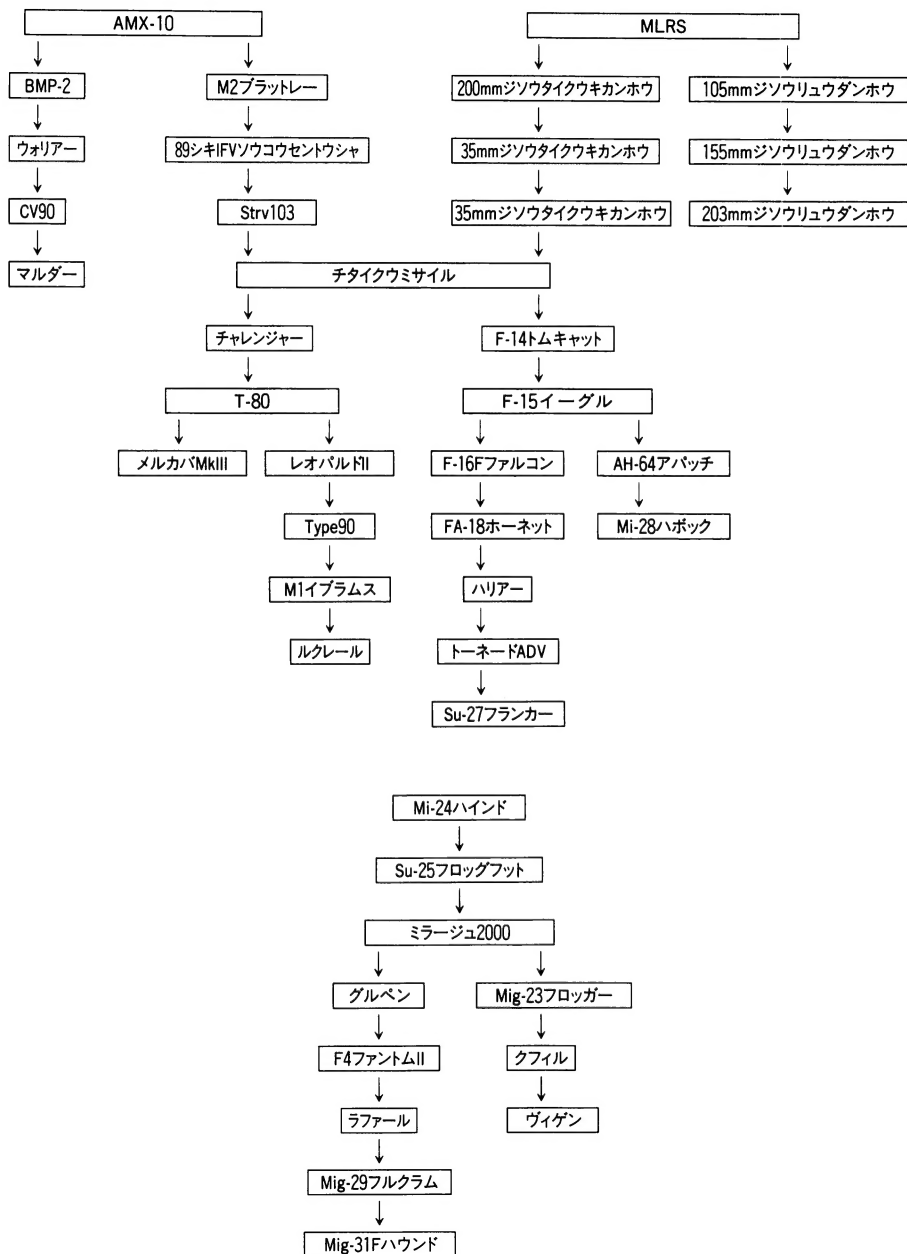 AMX-10
MLRS
BMP-2
M2ブラットレー
200mmジソウタイクウキカンホウ
105mmジソウリュウダンホウ
ウォリアー
89シキIFVソウコウセントウシャ
35mmジソウタイクウキカンホウ
155mmジソウリュウダンホウ
CV90
Strv103
35mmジソウタイクウキカンホウ
203mmジソウリュウダンホウ
マルダー
チタイクウミサイル
チャレンジャー
F-14トムキャット
T-80
F-15イーグル
メルカバMkIII
レオパルドII
F-16Fファルコン
AH-64アパッチ
Type90
FA-18ホーネット
Mi-28ハボック
M1イブラムス
ハリアー
ルクレール
トーネードADV
Su-27フランカー
Mi-24ハインド
Su-25フロッグフット
ミラージュ2000
グルペン
Mig-23フロッガー
F4ファントムII
クフィル
ラファール
ヴィゲン
Mig-29フルクラム
Mig-31Fハウンド